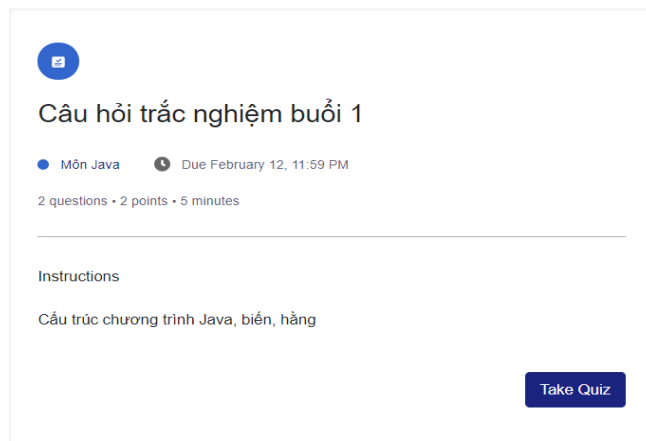 Câu hỏi trắc nghiệm buổi 1
Môn Java Due February 12, 11:59 PM
2 questions • 2 points • 5 minutes
Instructions
Cấu trúc chương trình Java, biến, hằng
Take Quiz